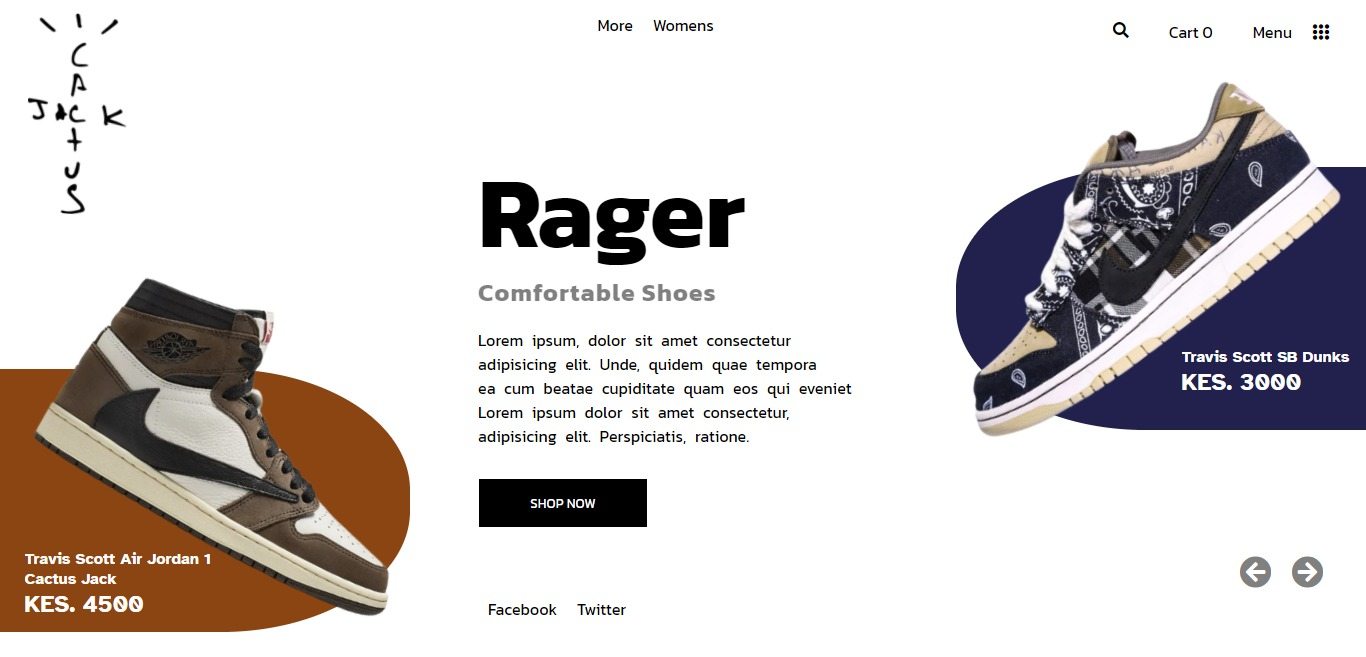 CACTUS
JACK
More Womens
Cart 0
Menu
Rager
Comfortable Shoes
Lorem ipsum, dolor sit amet consectetur
adipisicing elit. Unde, quidem quae tempora
ea cum beatae cupiditate quam eos qui eveniet
Lorem ipsum dolor sit amet consectetur,
adipisicing elit. Perspiciatis, ratione.
SHOP NOW
Travis Scott SB Dunks
KES. 3000
Travis Scott Air Jordan 1
Cactus Jack
KES. 4500
Facebook Twitter